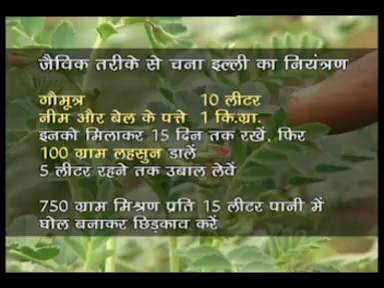 जैविक तरीके से चना इल्ली का नियंत्रण
गौमूत्र 10 लीटर
नीम और बेल के पत्ते 1 कि.ग्रा.
इनको मिलाकर 15 दिन तक रखें, फिर
100 ग्राम लहसुन डालें
5 लीटर रहने तक उबाल लेवें
750 ग्राम मिश्रण प्रति 15 लीटर पानी में
घोल बनाकर छिड़काव करें